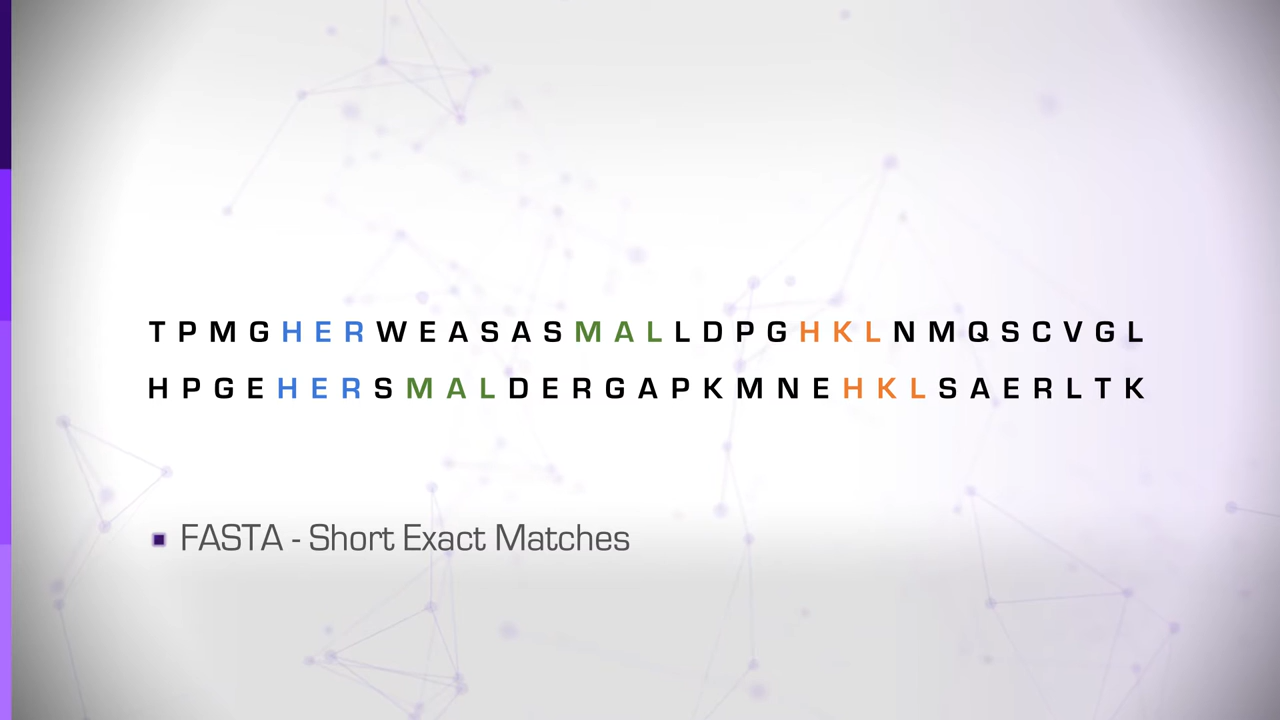 T P M G H E R W E A S A S M A L L D P G H K L N M Q S C V G L
H P G E H E R S M A L D E R G A P K M N E H K L S A E R L T K
FASTA - Short Exact Matches